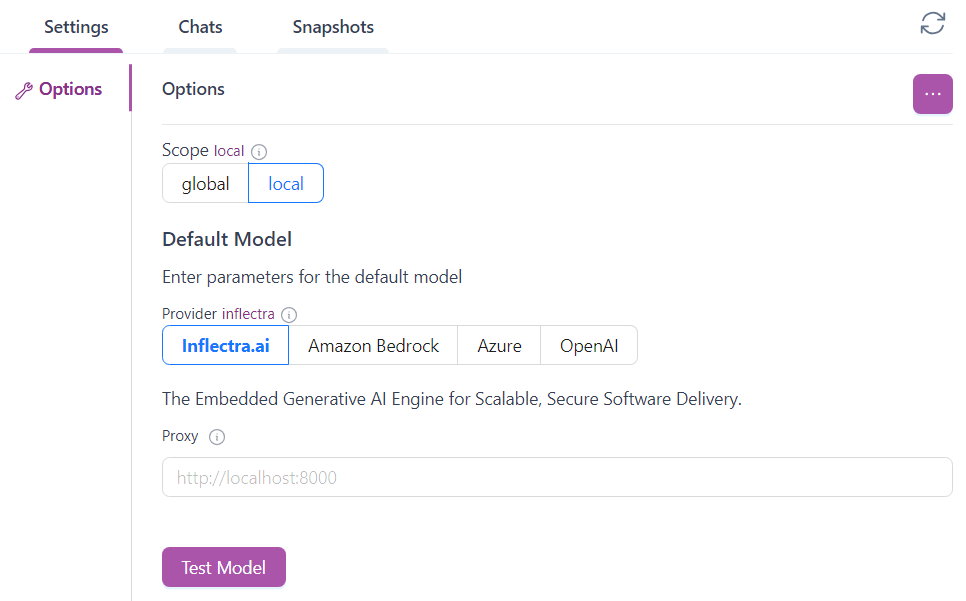 Settings Chats Snapshots
Options
Options
...
Scope local
global local
Default Model
Enter parameters for the default model
Provider inflectra
Inflectra.ai Amazon Bedrock Azure OpenAI
The Embedded Generative AI Engine for Scalable, Secure Software Delivery.
Proxy
http://localhost:8000
Test Model